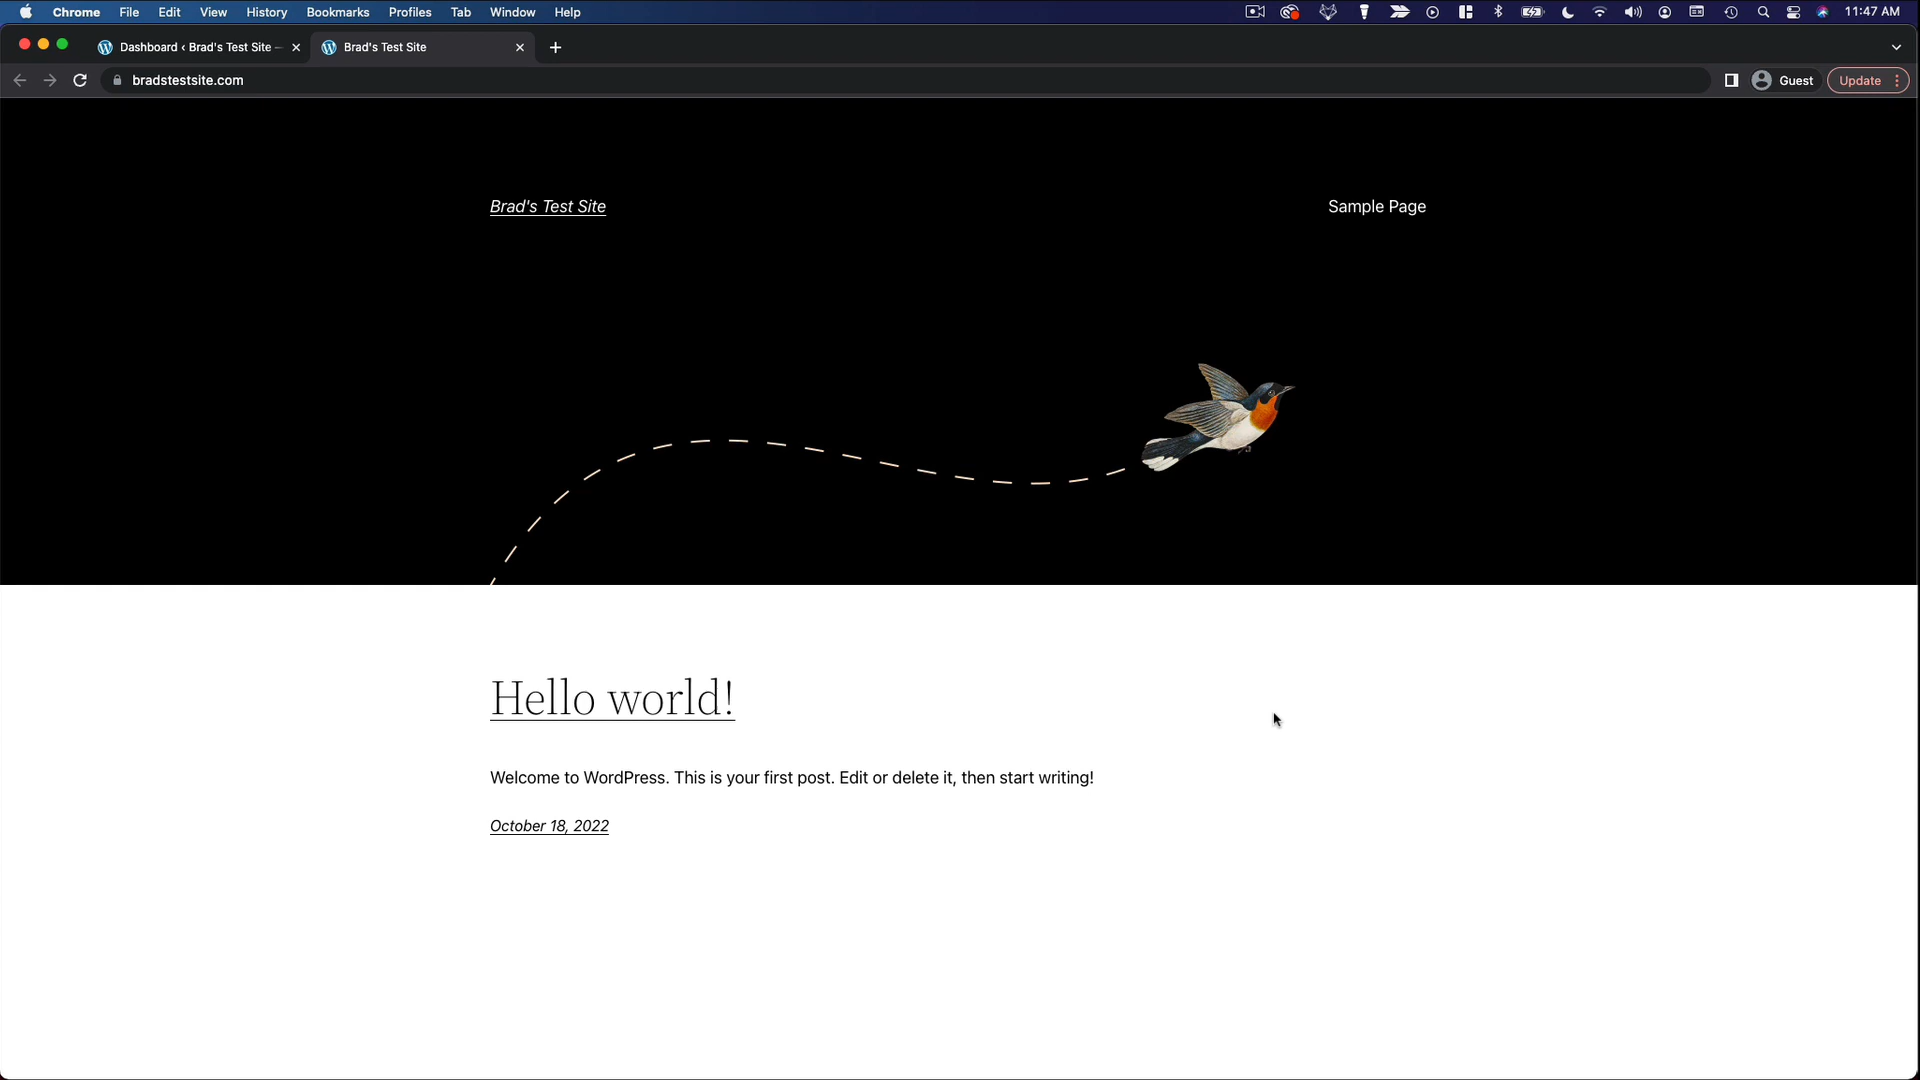 Chrome File Edit View History Bookmarks Profiles Tab Window Help 11:47 AM
Dashboard ‹ Brad's Test Site — Brad's Test Site
bradstestsite.com Guest Update
Brad's Test Site Sample Page
Hello world!
Welcome to WordPress. This is your first post. Edit or delete it, then start writing!
October 18, 2022